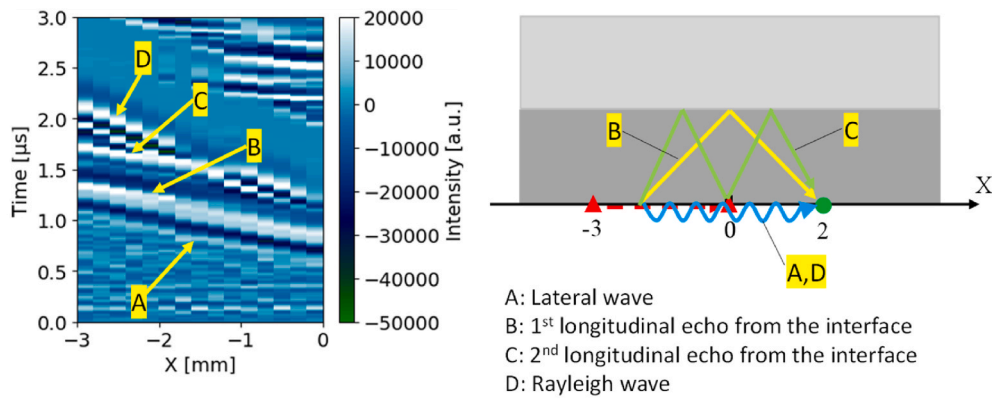 3.0
2.5
2.0
1.5
1.0
0.5
0.0
Time [µs]
−3
−2
−1
0
X [mm]
D
C
B
A
20000
10000
0
−10000
−20000
−30000
−40000
−50000
Intensity [a.u.]
B
C
X
-3
0
2
A,D
A: Lateral wave
B: 1st longitudinal echo from the interface
C: 2nd longitudinal echo from the interface
D: Rayleigh wave